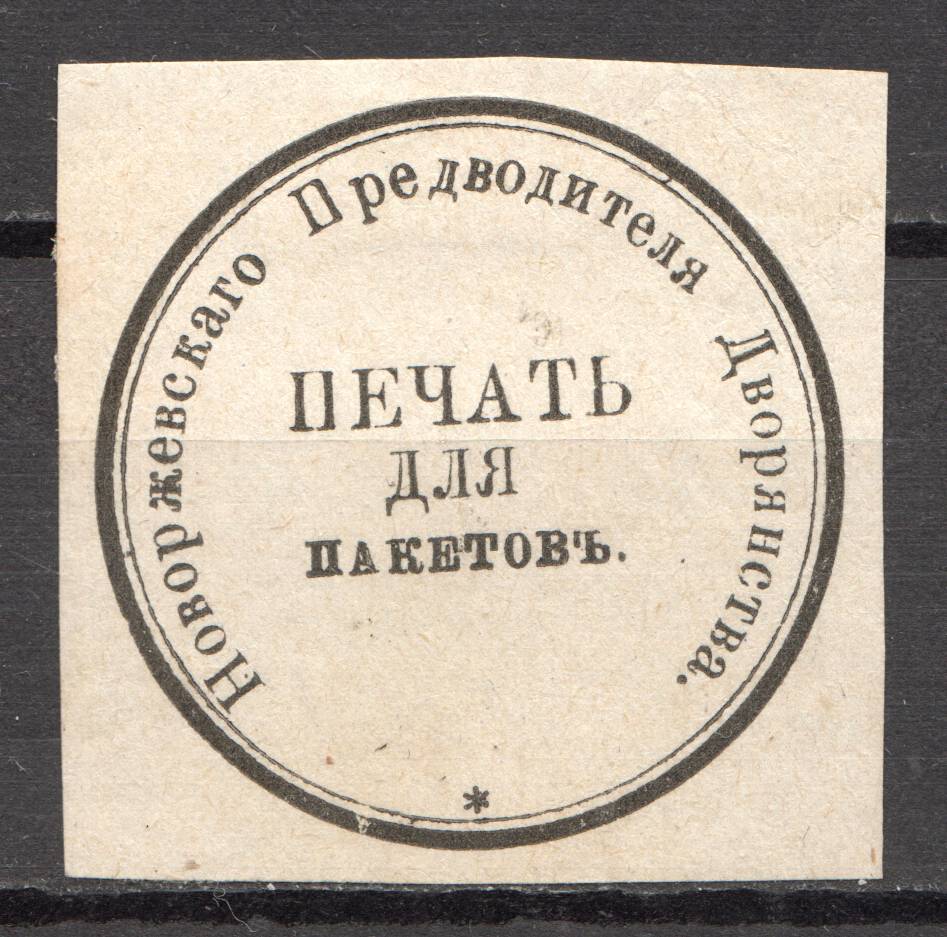 Новоржевскаго Предводителя Дворянства.
ПЕЧАТЬ
ДЛЯ
ПАКЕТОВЪ.
*